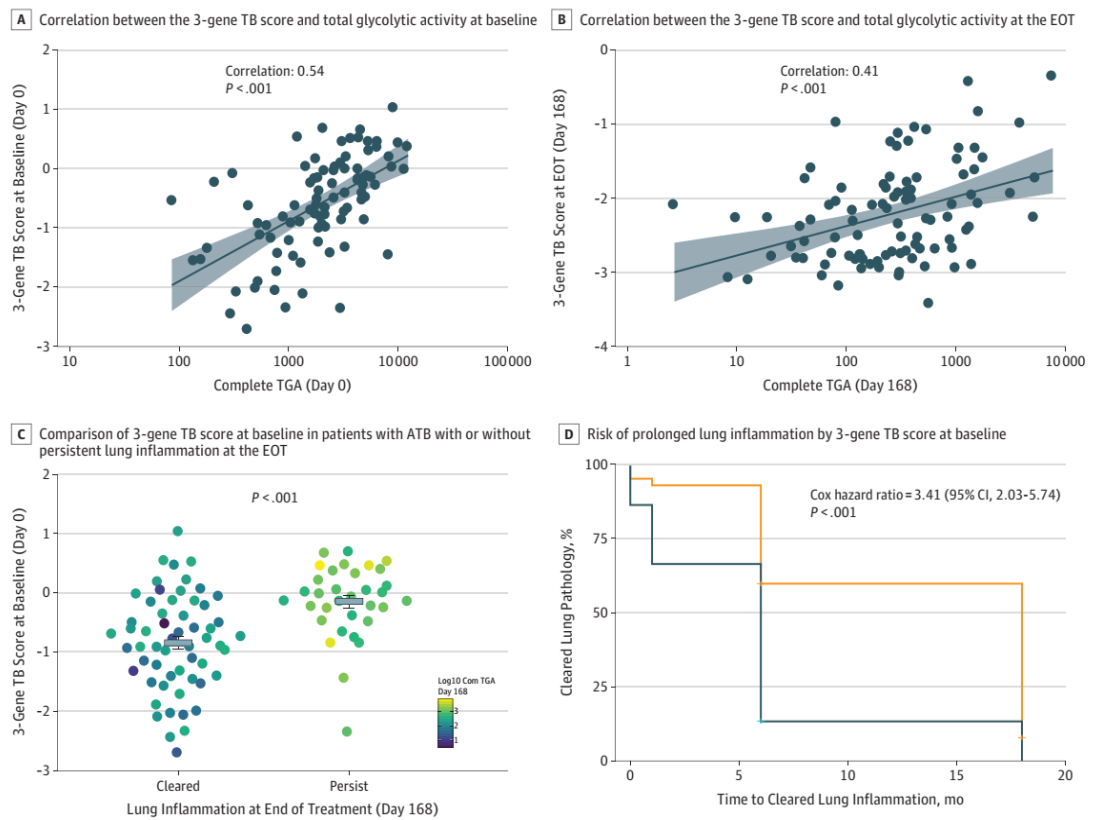 A Correlation between the 3-gene TB score and total glycolytic activity at baseline
2
1
0
-1
-2
-3
3-Gene TB Score at Baseline (Day 0)
Correlation: 0.54
P < .001
10
100
1000
10000
100000
Complete TGA (Day 0)
B Correlation between the 3-gene TB score and total glycolytic activity at the EOT
0
-1
-2
-3
-4
3-Gene TB Score at EOT (Day 168)
Correlation: 0.41
P < .001
1
10
100
1000
10000
Complete TGA (Day 168)
C Comparison of 3-gene TB score at baseline in patients with ATB with or without
persistent lung inflammation at the EOT
2
1
0
-1
-2
-3
3-Gene TB Score at Baseline (Day 0)
P < .001
Log10 Com TGA
Day 168
3
2
1
Cleared
Persist
Lung Inflammation at End of Treatment (Day 168)
D Risk of prolonged lung inflammation by 3-gene TB score at baseline
100
75
50
25
0
Cleared Lung Pathology, %
Cox hazard ratio = 3.41 (95% CI, 2.03-5.74)
P < .001
0
5
10
15
20
Time to Cleared Lung Inflammation, mo